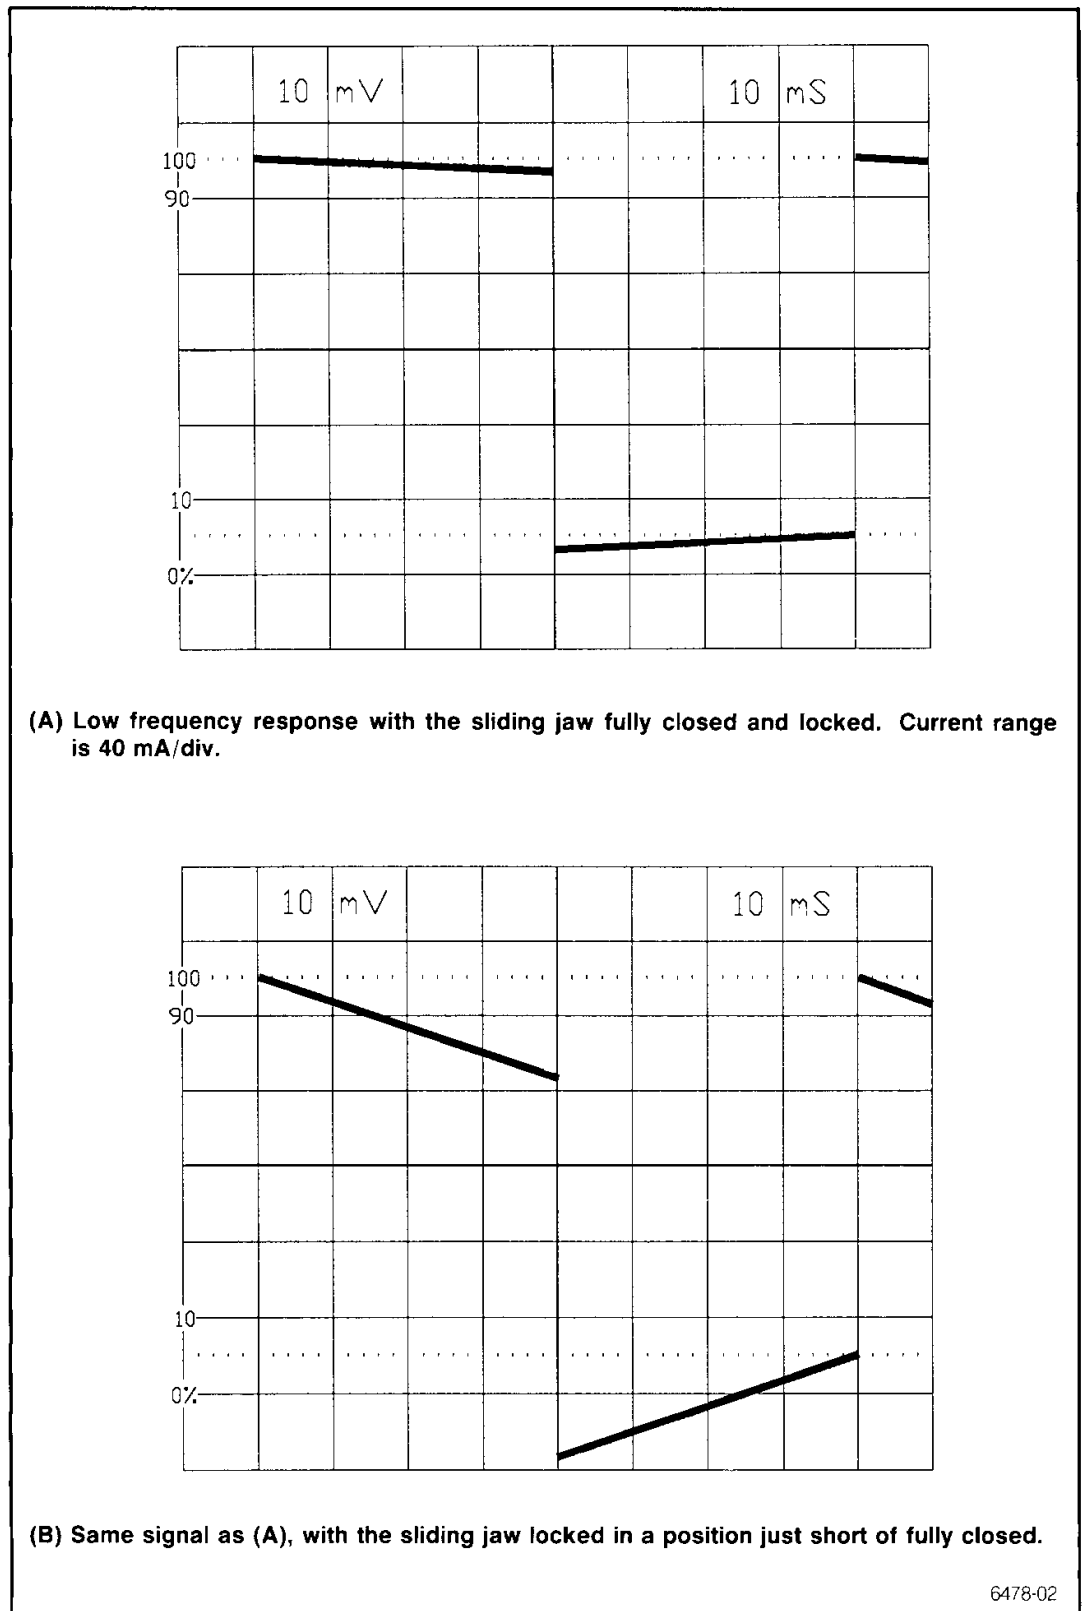 10 mV 10 mS
100
90
10
0%
(A) Low frequency response with the sliding jaw fully closed and locked. Current range
is 40 mA/div.
10 mV 10 mS
100
90
10
0%
(B) Same signal as (A), with the sliding jaw locked in a position just short of fully closed.
6478-02